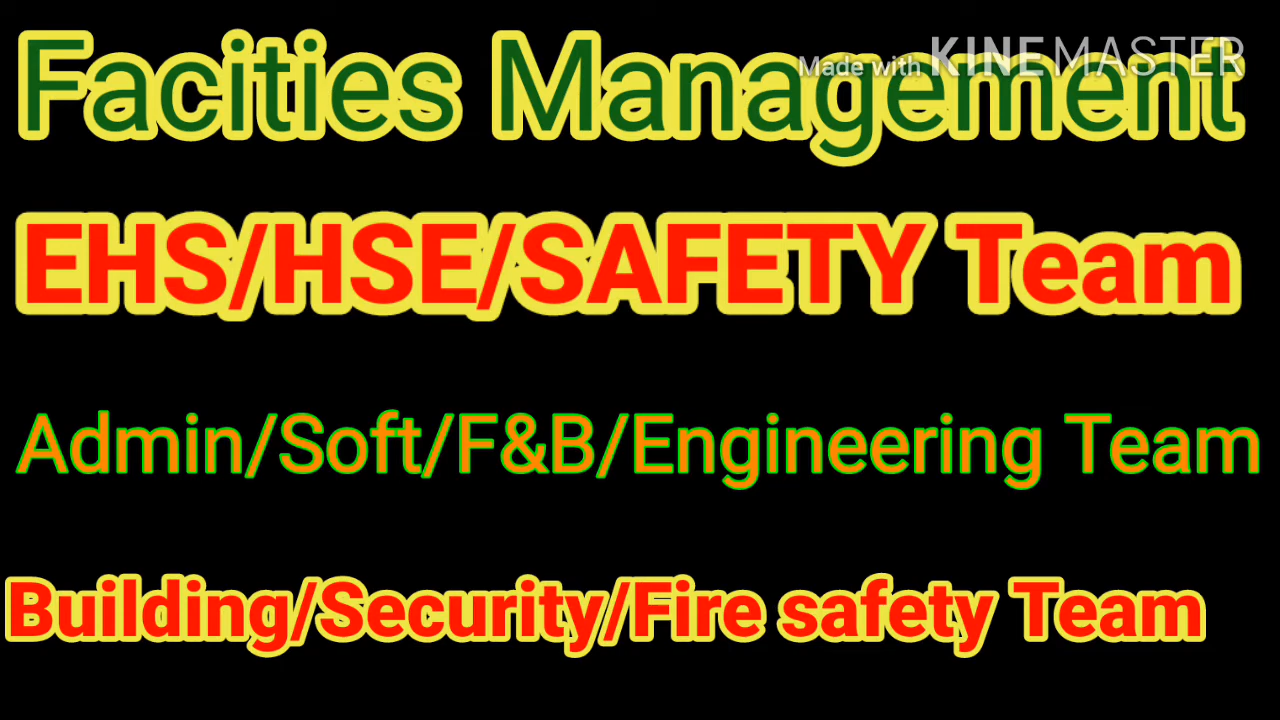 Facities Management
Made with KINEMASTER
EHS/HSE/SAFETY Team
Admin/Soft/F&B/Engineering Team
Building/Security/Fire safety Team